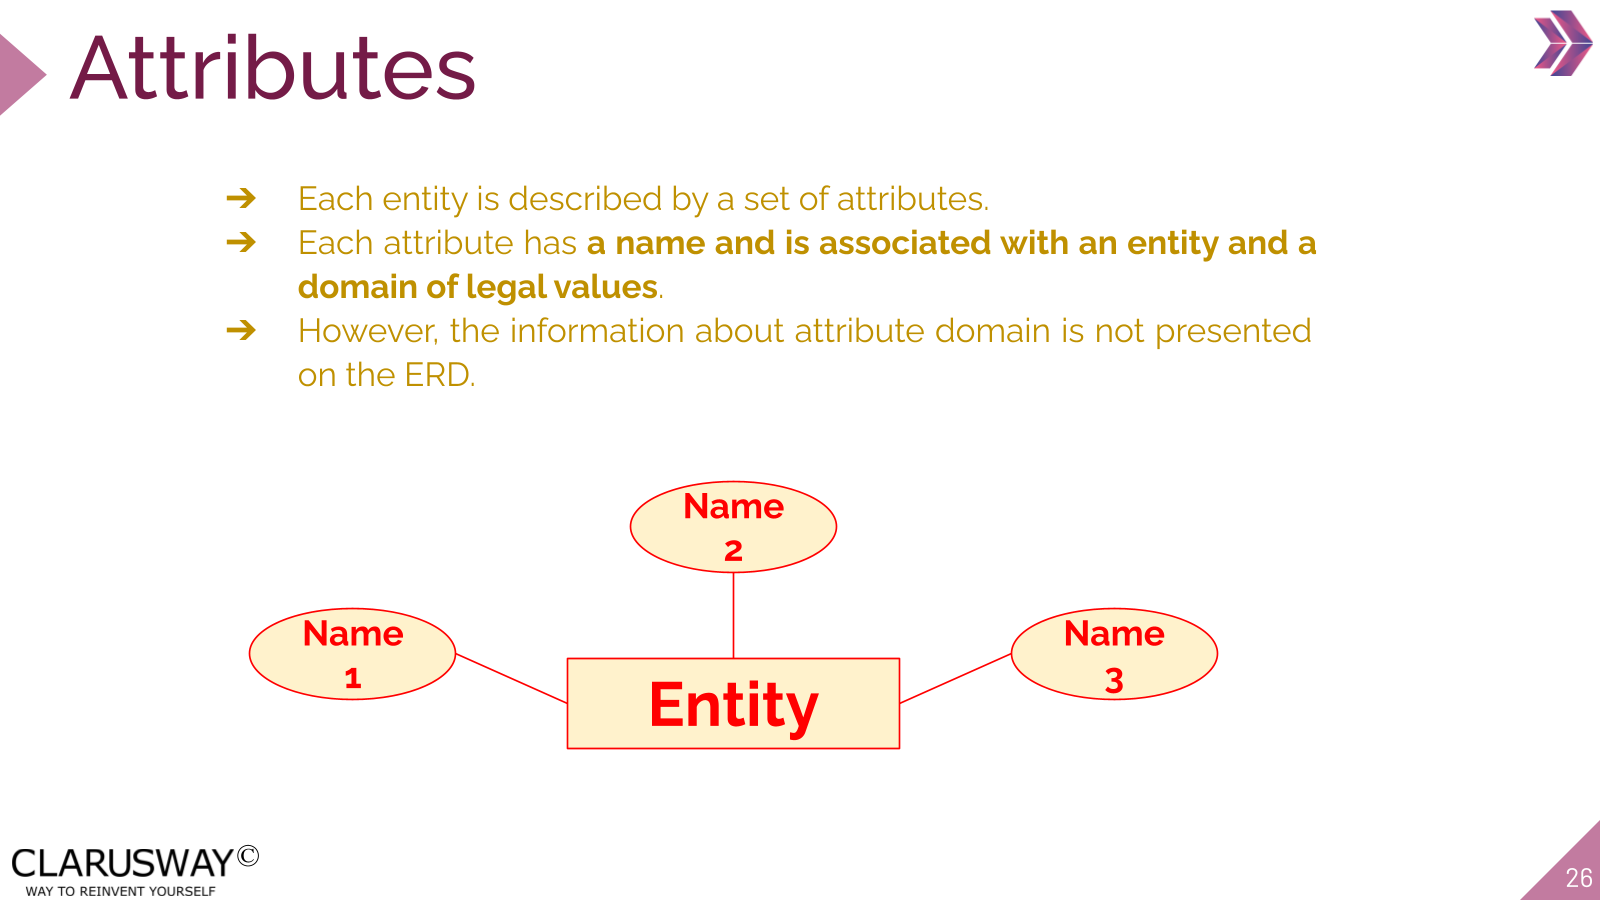 Attributes
➔ Each entity is described by a set of attributes.
➔ Each attribute has a name and is associated with an entity and a
domain of legal values.
➔ However, the information about attribute domain is not presented
on the ERD.
Name
2
Name
1
Name
3
Entity
CLARUSWAY©
WAY TO REINVENT YOURSELF
26